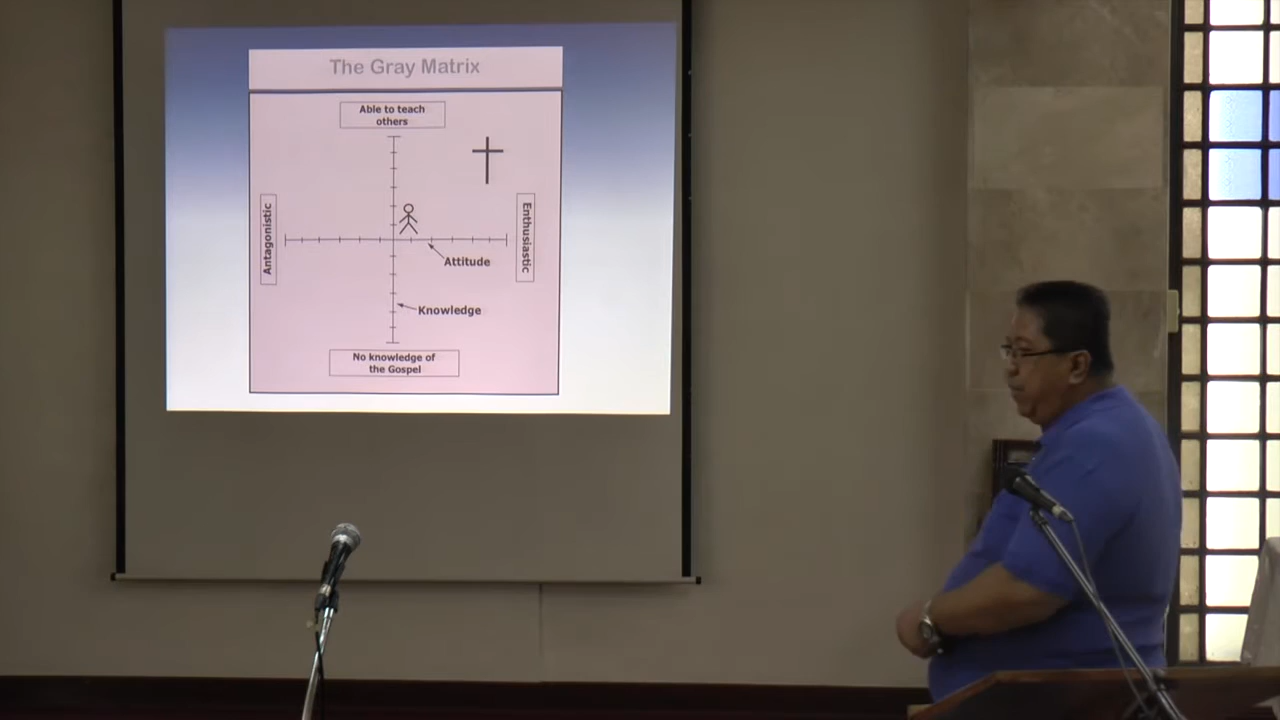 The Gray Matrix
Able to teach
others
Antagonistic
Enthusiastic
Attitude
Knowledge
No knowledge of
the Gospel